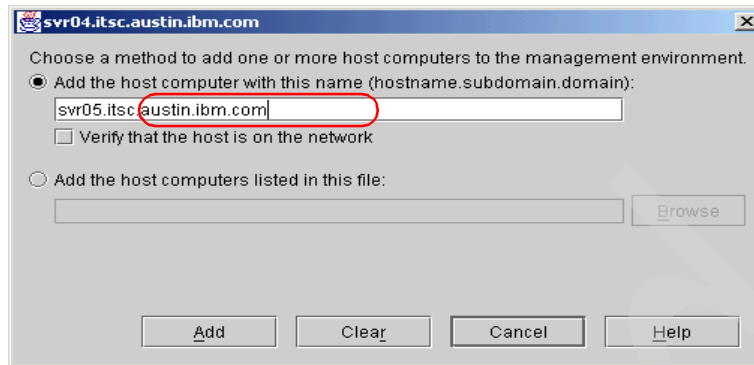 svr04.itsc.austin.ibm.com
Choose a method to add one or more host computers to the management environment.
Add the host computer with this name (hostname.subdomain.domain):
svr05.itsc.austin.ibm.com
Verify that the host is on the network
Add the host computers listed in this file:
Browse
Add Clear Cancel Help